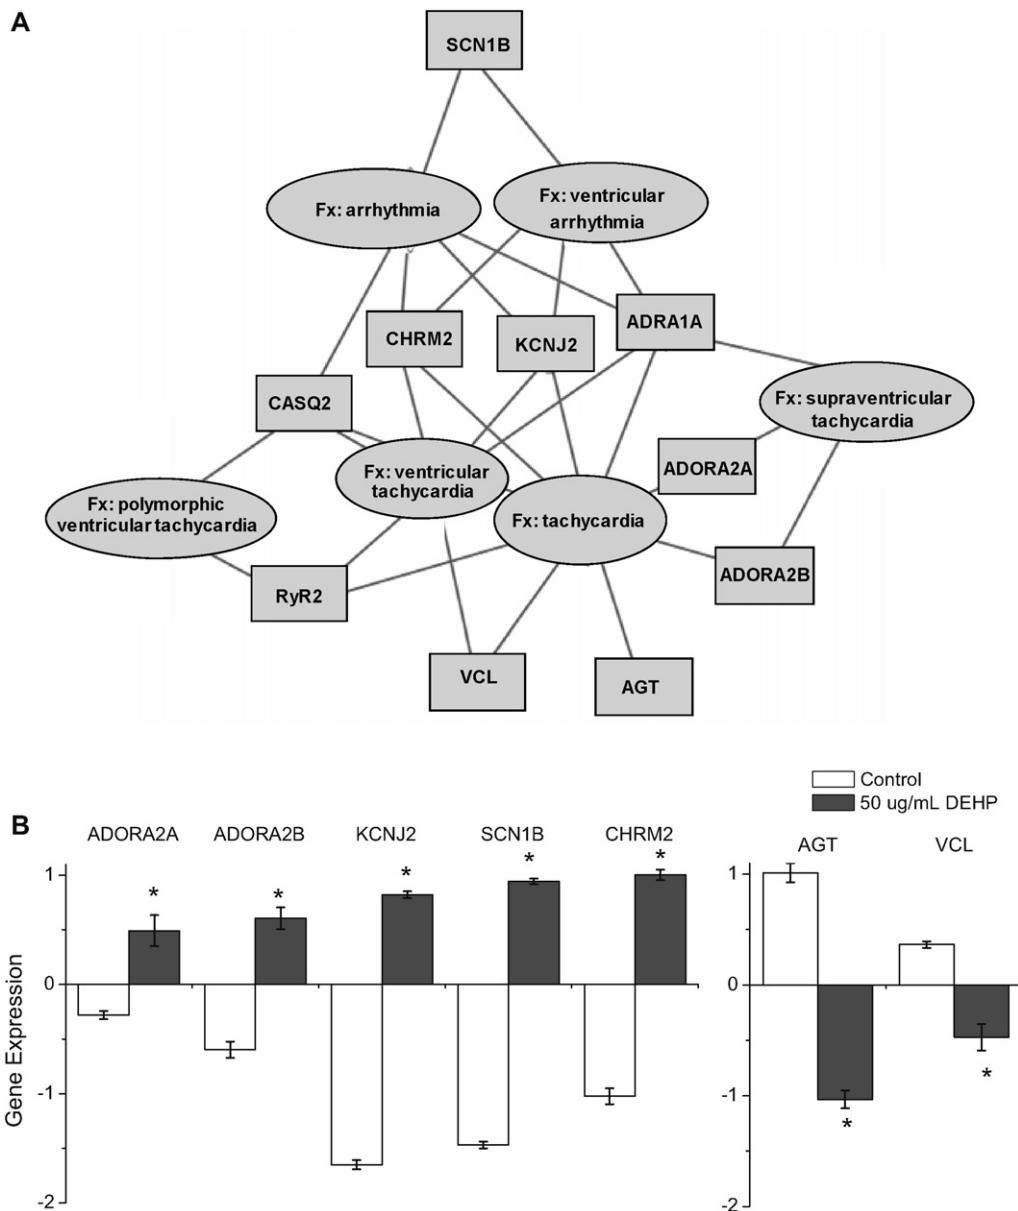 A
SCN1B
Fx: arrhythmia
Fx: ventricular
arrhythmia
CHRM2
KCNJ2
ADRA1A
CASQ2
Fx: supraventricular
tachycardia
Fx: ventricular
tachycardia
ADORA2A
Fx: polymorphic
ventricular tachycardia
Fx: tachycardia
ADORA2B
RyR2
VCL
AGT
Control
50 ug/mL DEHP
B
ADORA2A
ADORA2B
KCNJ2
SCN1B
CHRM2
AGT
VCL
Gene Expression
1
0
-1
-2
* * * * *
1
0
-1
-2
* *